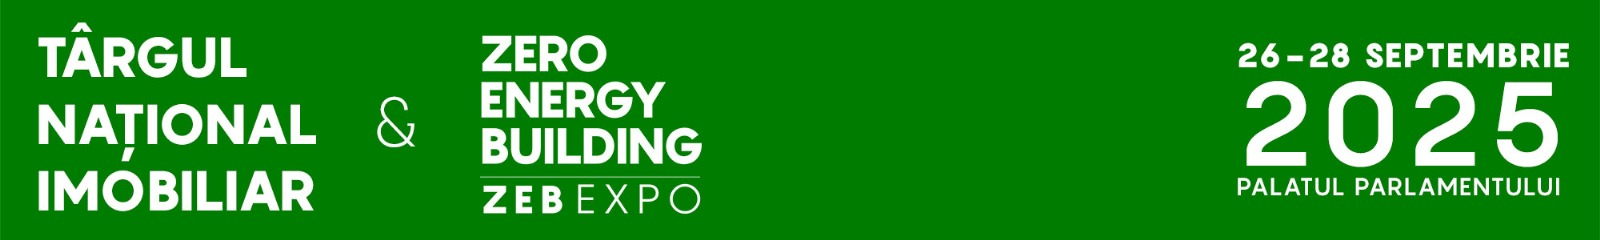 TÂRGUL
NAȚIONAL
IMOBILIAR
&
ZERO
ENERGY
BUILDING
ZEB EXPO
26-28 SEPTEMBRIE
2025
PALATUL PARLAMENTULUI